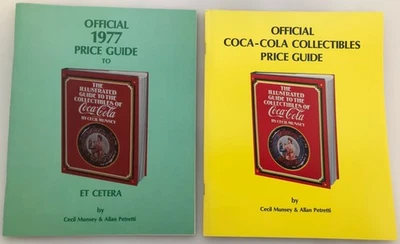 OFFICIAL
1977
PRICE GUIDE
TO
THE
ILLUSTRATED
GUIDE TO THE
COLLECTIBLES OF
Coca-Cola
BY CECIL MUNSEY
ET CETERA
by
Cecil Munsey & Allan Petretti
OFFICIAL
COCA-COLA COLLECTIBLES
PRICE GUIDE
THE
ILLUSTRATED
GUIDE TO THE
COLLECTIBLES OF
Coca-Cola
BY CECIL MUNSEY
by
Cecil Munsey & Allan Petretti